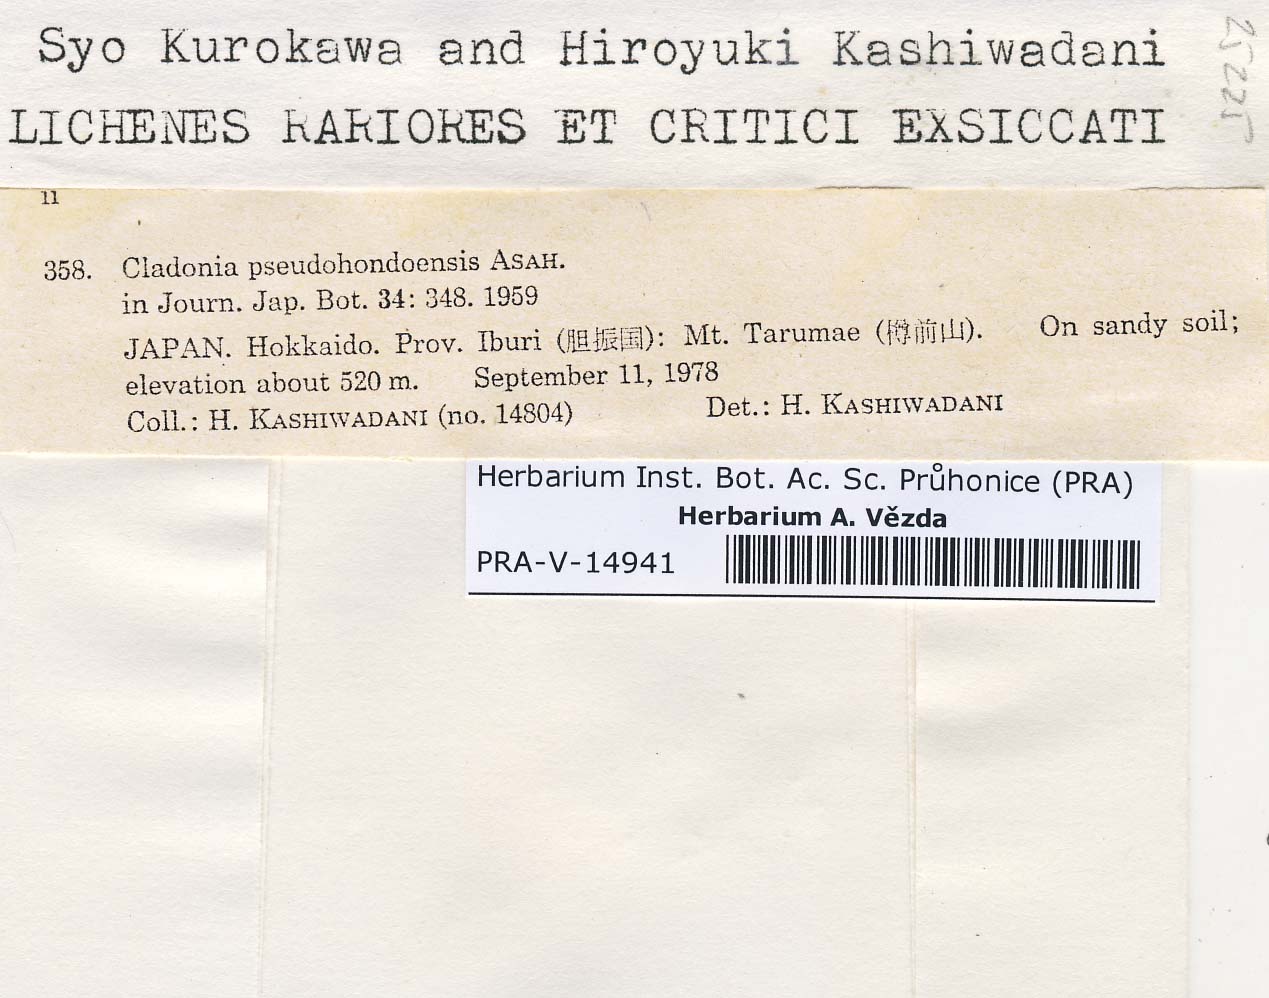 Syo Kurokawa and Hiroyuki Kashiwadani
LICHENES RARIORES ET CRITICI EXSICCATI
25225
11
358. Cladonia pseudohondoensis ASAH.
in Journ. Jap. Bot. 34: 348. 1959
JAPAN. Hokkaido. Prov. Iburi (胆振国): Mt. Tarumae (樽前山). On sandy soil;
elevation about 520 m. September 11, 1978
Coll.: H. KASHIWADANI (no. 14804) Det.: H. KASHIWADANI
Herbarium Inst. Bot. Ac. Sc. Průhonice (PRA)
Herbarium A. Vězda
PRA-V-14941